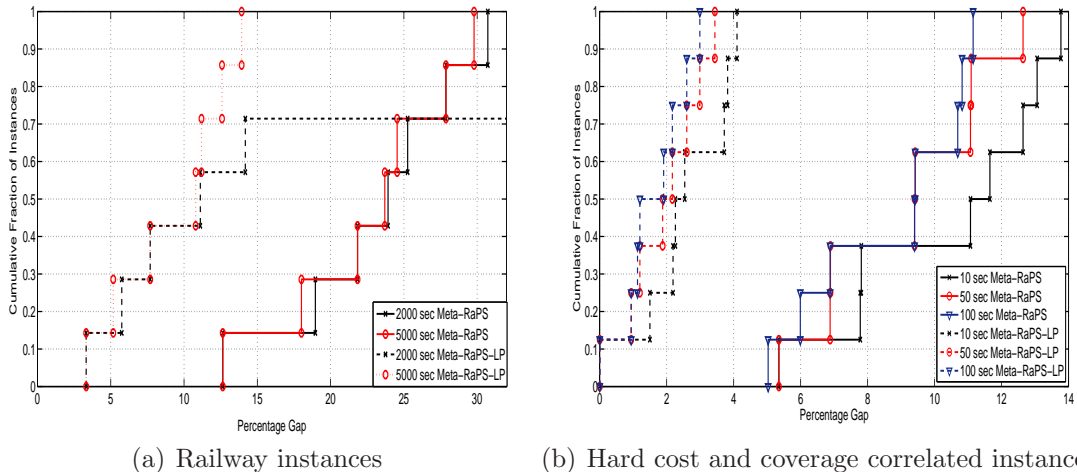 Cumulative Fraction of Instances
1
0.9
0.8
0.7
0.6
0.5
0.4
0.3
0.2
0.1
0
0 5 10 15 20 25 30
Percentage Gap
2000 sec Meta-RaPS
5000 sec Meta-RaPS
2000 sec Meta-RaPS-LP
5000 sec Meta-RaPS-LP
(a) Railway instances
Cumulative Fraction of Instances
1
0.9
0.8
0.7
0.6
0.5
0.4
0.3
0.2
0.1
0
0 2 4 6 8 10 12 14
Percentage Gap
10 sec Meta-RaPS
50 sec Meta-RaPS
100 sec Meta-RaPS
10 sec Meta-RaPS-LP
50 sec Meta-RaPS-LP
100 sec Meta-RaPS-LP
(b) Hard cost and coverage correlated instanc